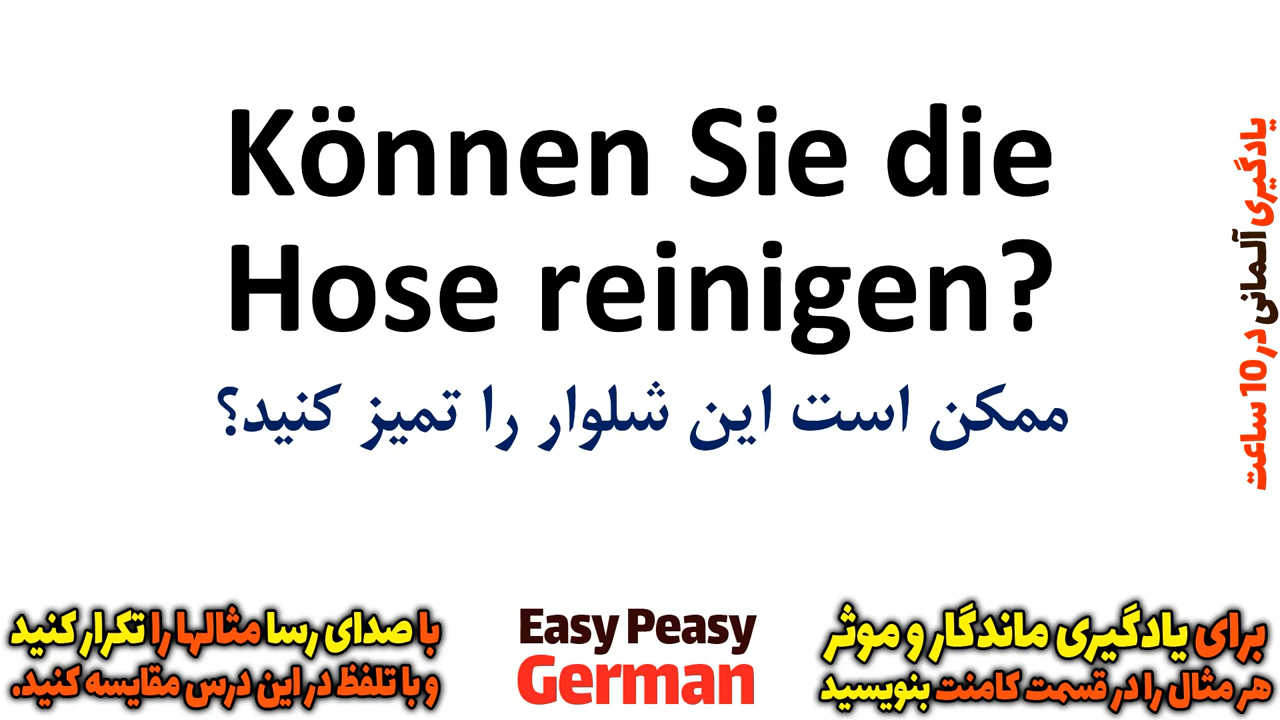 Können Sie die
Hose reinigen?
ممکن است این شلوار را تمیز کنید؟
یادگیری آلمانی در 10 ساعت
با صدای رسا مثالها را تکرار کنید
و با تلفظ در این درس مقایسه کنید.
Easy Peasy
German
برای یادگیری ماندگار و موثر
هر مثال را در قسمت کامنت بنویسید